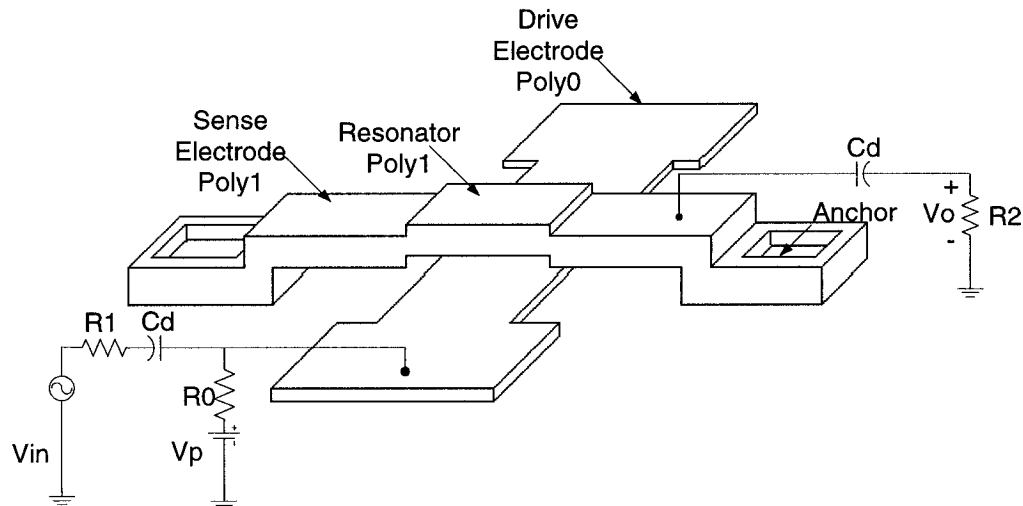 Drive
Electrode
Poly0
Sense
Electrode
Poly1
Resonator
Poly1
Cd
+
Vo
-
R2
Anchor
R1
Cd
R0
+
-
Vp
Vin